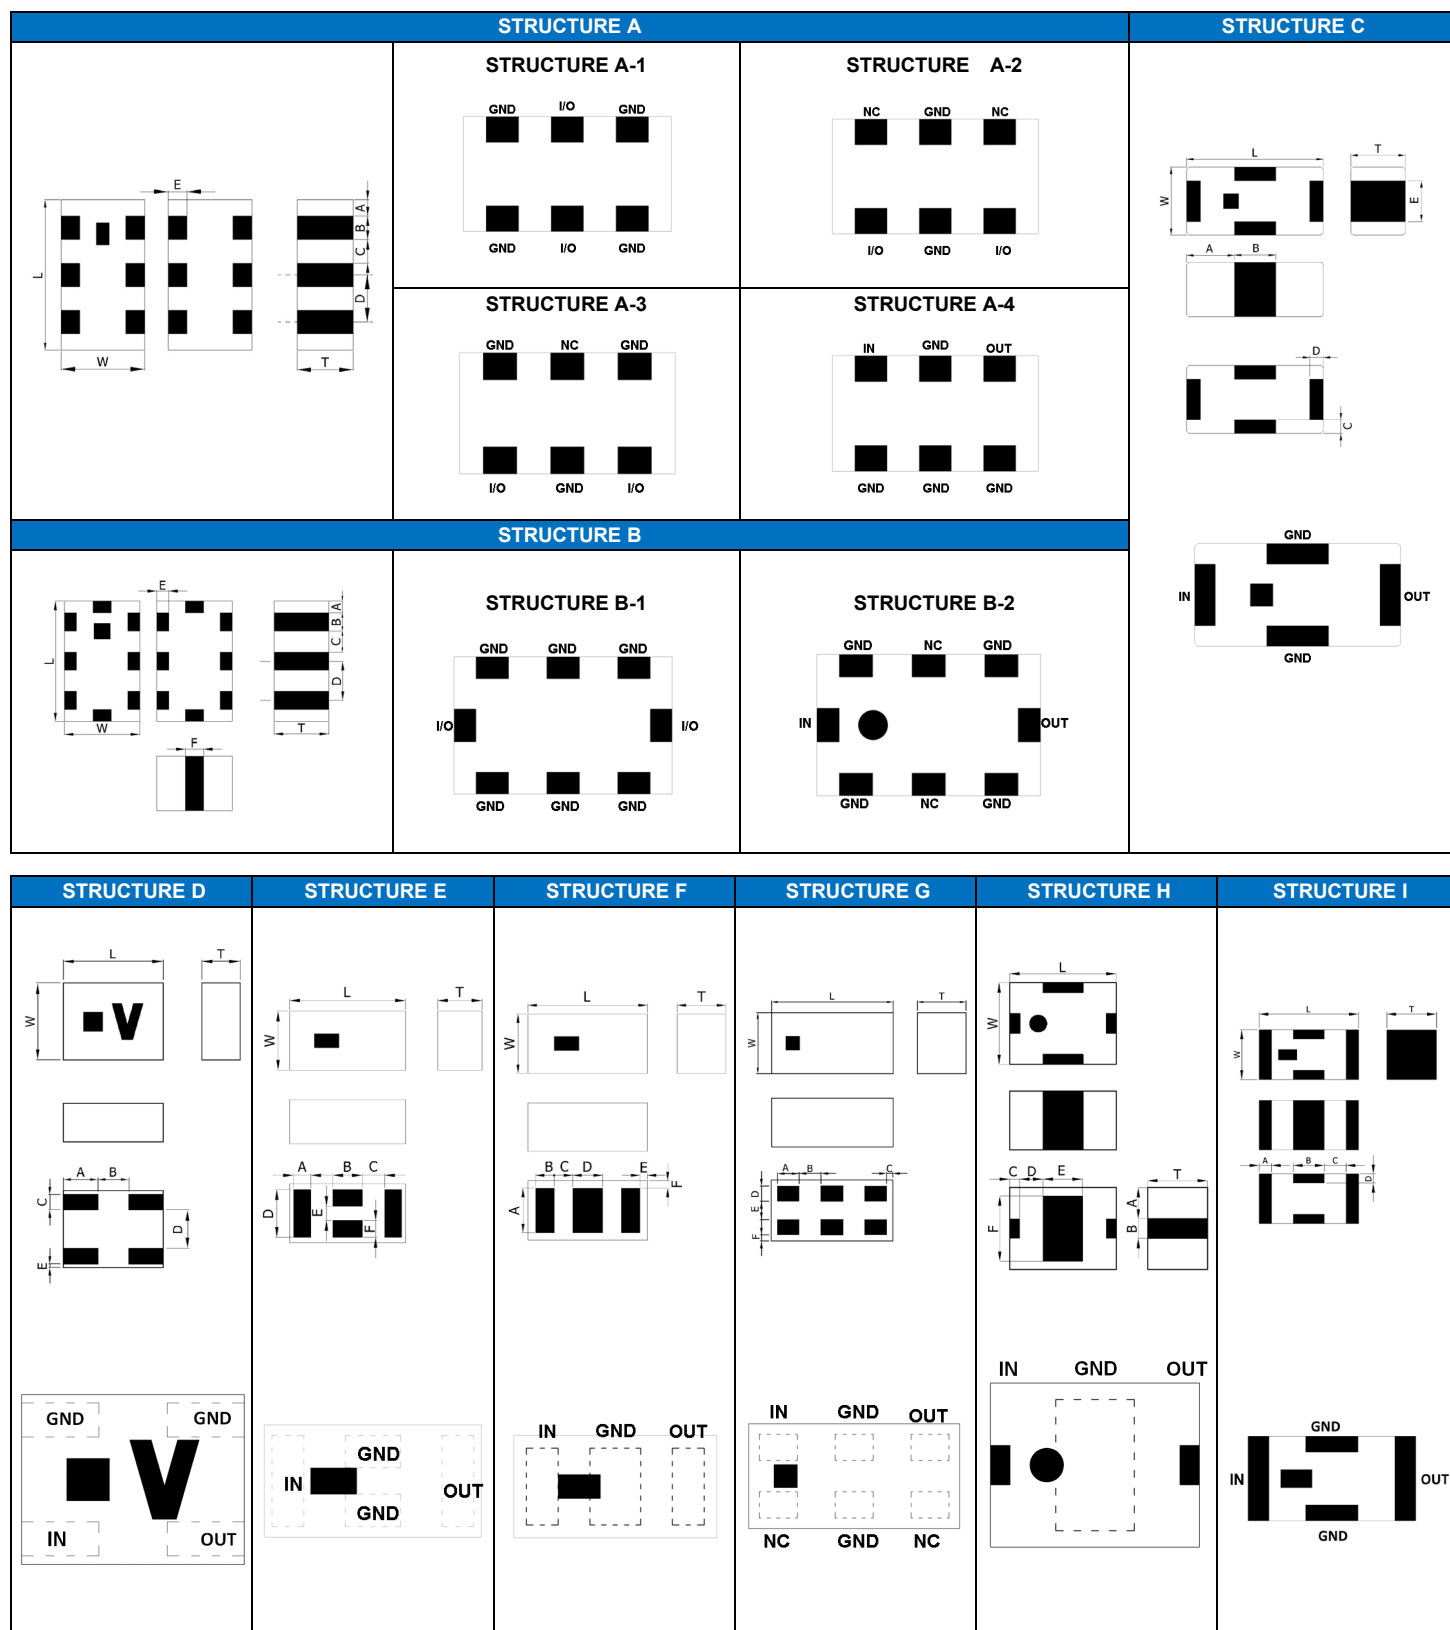 STRUCTURE A
STRUCTURE C
E
L
W
A
B
C
D
T
STRUCTURE A-1
GND I/O GND
GND I/O GND
STRUCTURE A-2
NC GND NC
I/O GND I/O
STRUCTURE A-3
GND NC GND
I/O GND I/O
STRUCTURE A-4
IN GND OUT
GND GND GND
L T
W
E
A B
D
C
GND
IN OUT
GND
STRUCTURE B
E
L
W
A
B
C
D
T
F
STRUCTURE B-1
GND GND GND
I/O I/O
GND GND GND
STRUCTURE B-2
GND NC GND
IN OUT
GND NC GND
STRUCTURE D
STRUCTURE E
STRUCTURE F
STRUCTURE G
STRUCTURE H
STRUCTURE I
L T
W
V
A B
C
D
E
GND GND
V
IN OUT
L T
W
A B C
D
E
F
GND
IN OUT
GND
L T
W
B C D E
F
A
IN GND OUT
L T
W
A B C
D
E
F
IN GND OUT
NC GND NC
L
W
C D E T
F
A
B
IN GND OUT
L T
W
A B C
D
GND
IN OUT
GND